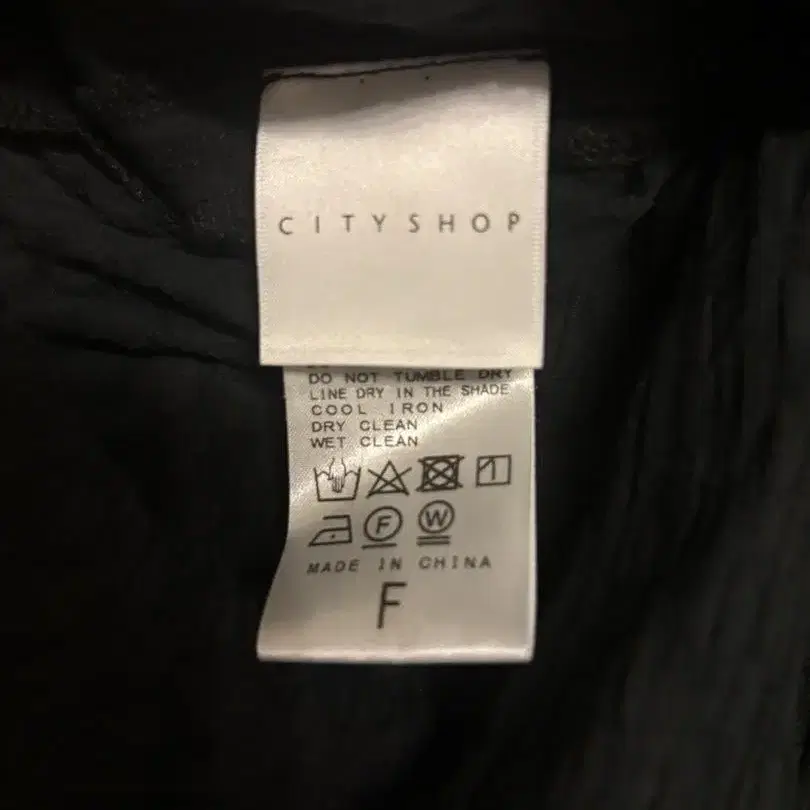 CITYSHOP
DO NOT TUMBLE DRY
LINE DRY IN THE SHADE
COOL IRON
DRY CLEAN
WET CLEAN
F W
MADE IN CHINA
F